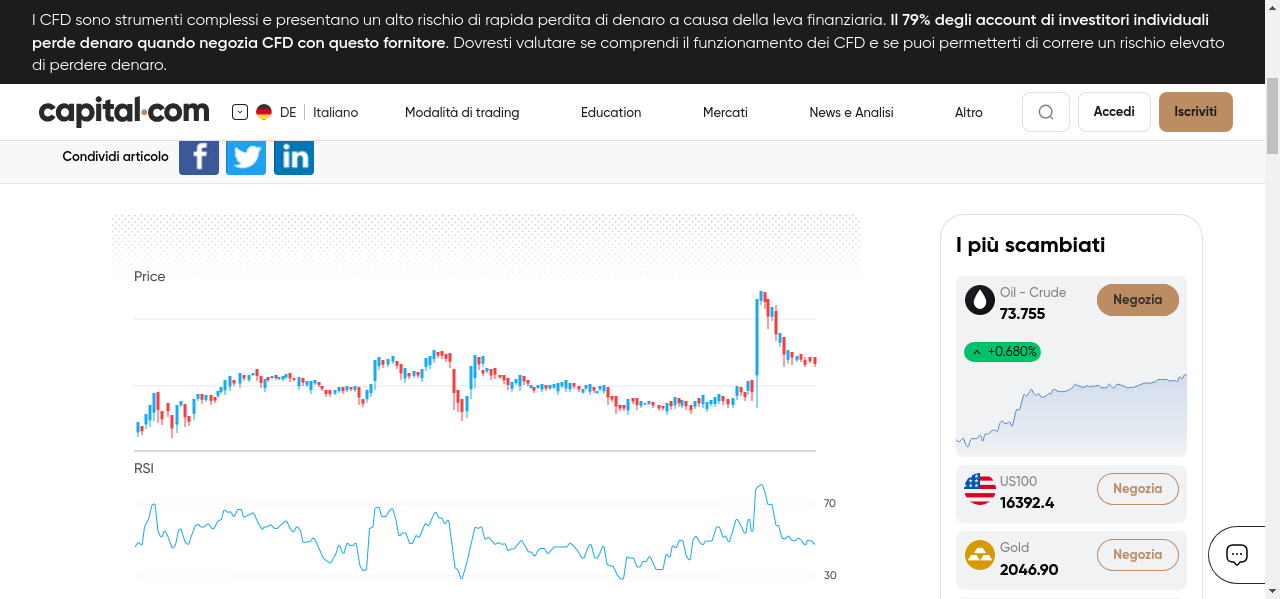 I CFD sono strumenti complessi e presentano un alto rischio di rapida perdita di denaro a causa della leva finanziaria. Il 79% degli account di investitori individuali
perde denaro quando negozia CFD con questo fornitore. Dovresti valutare se comprendi il funzionamento dei CFD e se puoi permetterti di correre un rischio elevato
di perdere denaro.
capital.com DE Italiano Modalità di trading Education Mercati News e Analisi Altro Accedi Iscriviti
Condividi articolo
Price
RSI
70
30
I più scambiati
Oil - Crude
73.755
Negozia
+0.680%
US100
16392.4
Negozia
Gold
2046.90
Negozia